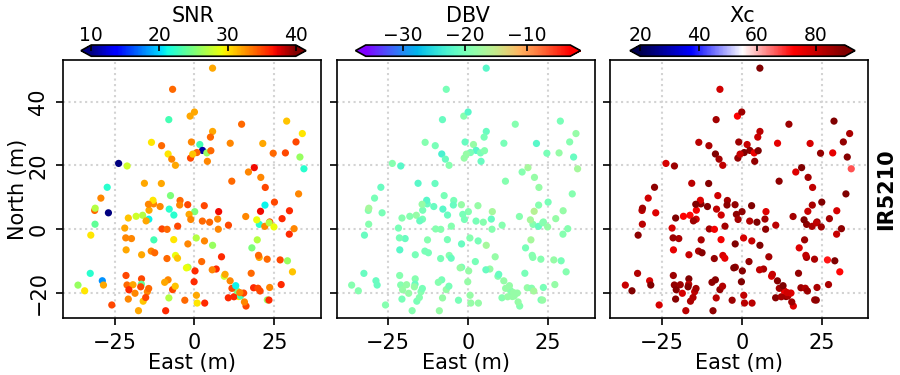 SNR DBV Xc
10 20 30 40 −30 −20 −10 20 40 60 80
40
20
0
−20
North (m)
IR5210
−25 0 25 −25 0 25 −25 0 25
East (m) East (m) East (m)